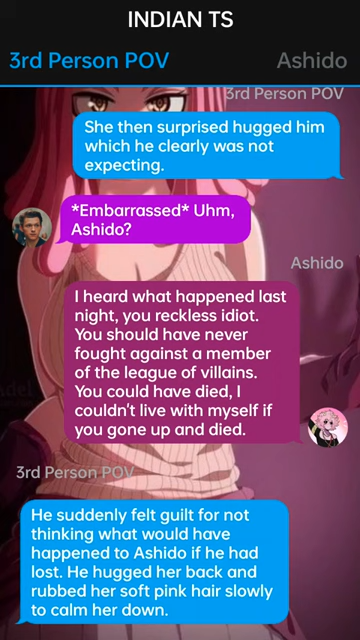 INDIAN TS
3rd Person POV
Ashido
3rd Person POV
She then surprised hugged him
which he clearly was not
expecting.
*Embarrassed* Uhm,
Ashido?
Ashido
I heard what happened last
night, you reckless idiot.
You should have never
fought against a member
of the league of villains.
You could have died, I
couldn't live with myself if
you gone up and died.
3rd Person POV
He suddenly felt guilt for not
thinking what would have
happened to Ashido if he had
lost. He hugged her back and
rubbed her soft pink hair slowly
to calm her down.